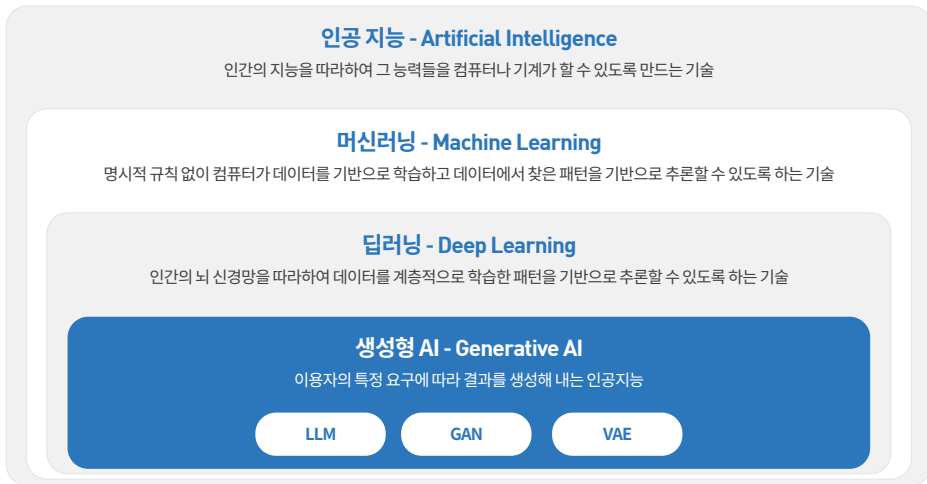 인공 지능 - Artificial Intelligence
인간의 지능을 따라하여 그 능력들을 컴퓨터나 기계가 할 수 있도록 만드는 기술
머신러닝 - Machine Learning
명시적 규칙 없이 컴퓨터가 데이터를 기반으로 학습하고 데이터에서 찾은 패턴을 기반으로 추론할 수 있도록 하는 기술
딥러닝 - Deep Learning
인간의 뇌 신경망을 따라하여 데이터를 계층적으로 학습한 패턴을 기반으로 추론할 수 있도록 하는 기술
생성형 AI - Generative AI
이용자의 특정 요구에 따라 결과를 생성해 내는 인공지능
LLM GAN VAE